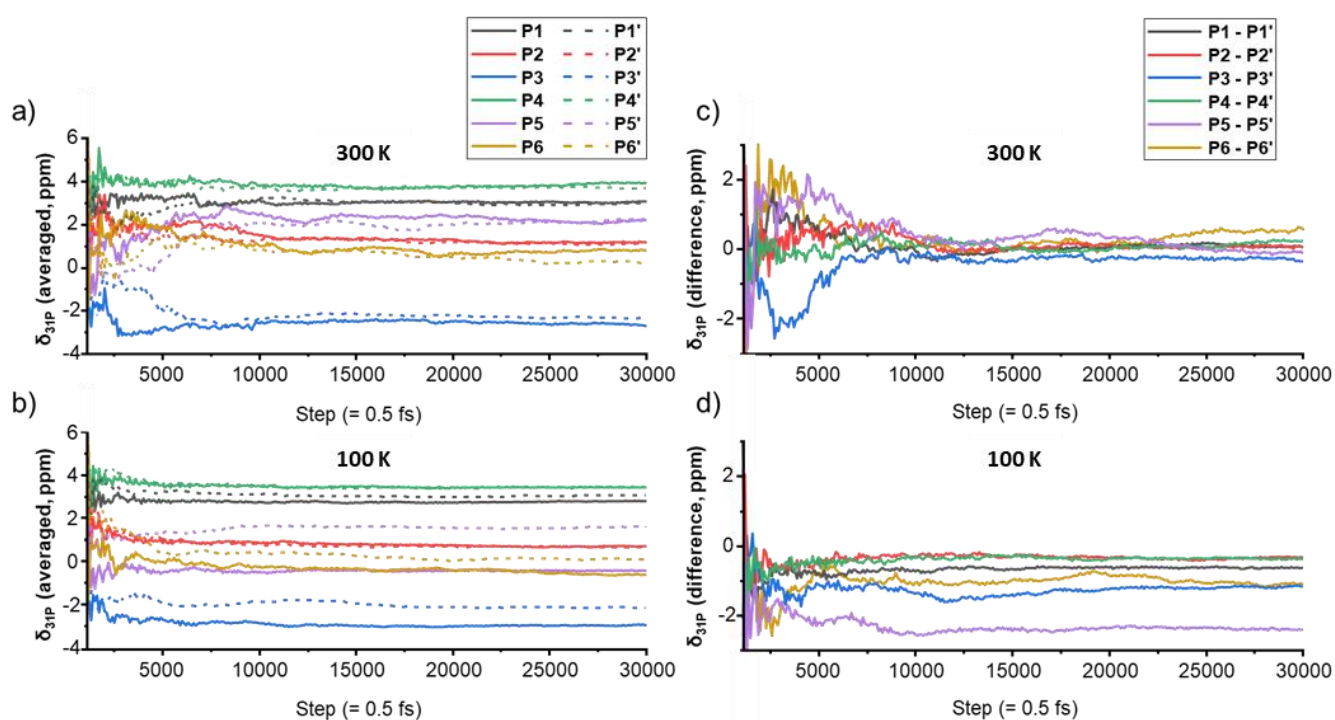 P1 P1'
P2 P2'
P3 P3'
P4 P4'
P5 P5'
P6 P6'
a)
300 K
δ31P (averaged, ppm)
6
4
2
0
-2
-4
5000 10000 15000 20000 25000 30000
Step (= 0.5 fs)
b)
100 K
δ31P (averaged, ppm)
6
4
2
0
-2
-4
5000 10000 15000 20000 25000 30000
Step (= 0.5 fs)
P1 - P1'
P2 - P2'
P3 - P3'
P4 - P4'
P5 - P5'
P6 - P6'
c)
300 K
δ31P (difference, ppm)
2
0
-2
5000 10000 15000 20000 25000 30000
Step (= 0.5 fs)
d)
100 K
δ31P (difference, ppm)
2
0
-2
5000 10000 15000 20000 25000 30000
Step (= 0.5 fs)